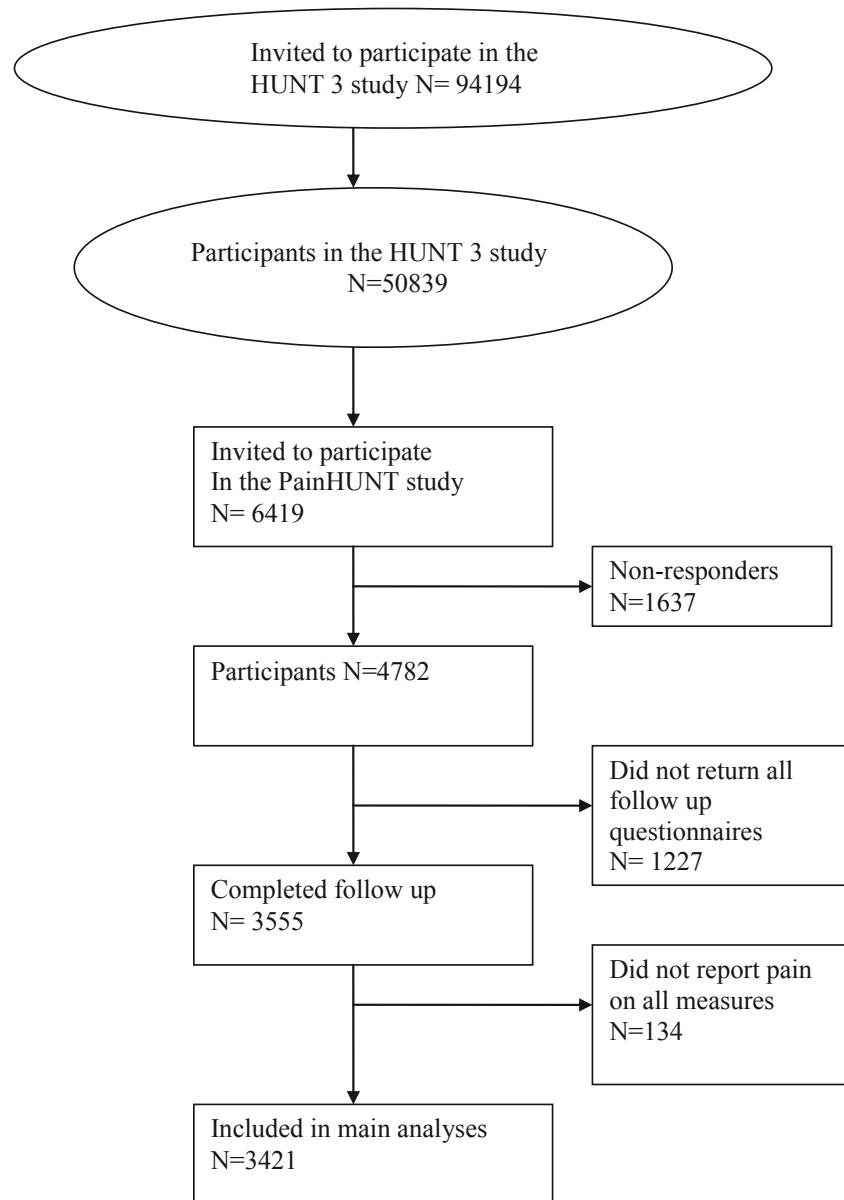 Invited to participate in the
HUNT 3 study N= 94194
Participants in the HUNT 3 study
N=50839
Invited to participate
In the PainHUNT study
N= 6419
Non-responders
N=1637
Participants N=4782
Did not return all
follow up
questionnaires
N= 1227
Completed follow up
N= 3555
Did not report pain
on all measures
N=134
Included in main analyses
N=3421